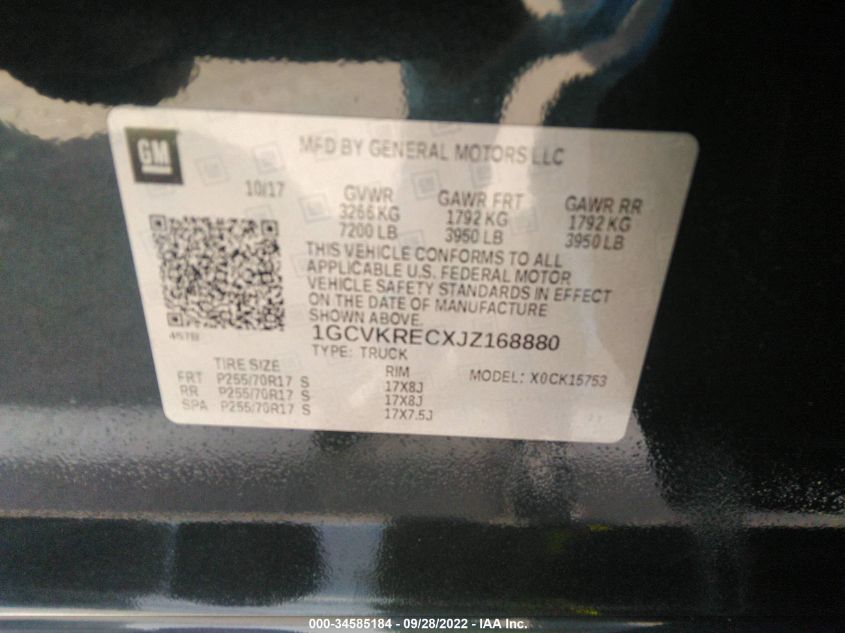 GM
MFD BY GENERAL MOTORS LLC
10/17
GVWR GAWR FRT GAWR RR
3266 KG 1792 KG 1792 KG
7200 LB 3950 LB 3950 LB
THIS VEHICLE CONFORMS TO ALL
APPLICABLE U.S. FEDERAL MOTOR
VEHICLE SAFETY STANDARDS IN EFFECT
ON THE DATE OF MANUFACTURE
SHOWN ABOVE.
1GCVKRECXJZ168880
TYPE: TRUCK
TIRE SIZE RIM MODEL: X0CK15753
FRT P255/70R17 S 17X8J
RR P255/70R17 S 17X8J
SPA P255/70R17 S 17X7.5J
000-34585184 - 09/28/2022 - IAA Inc.